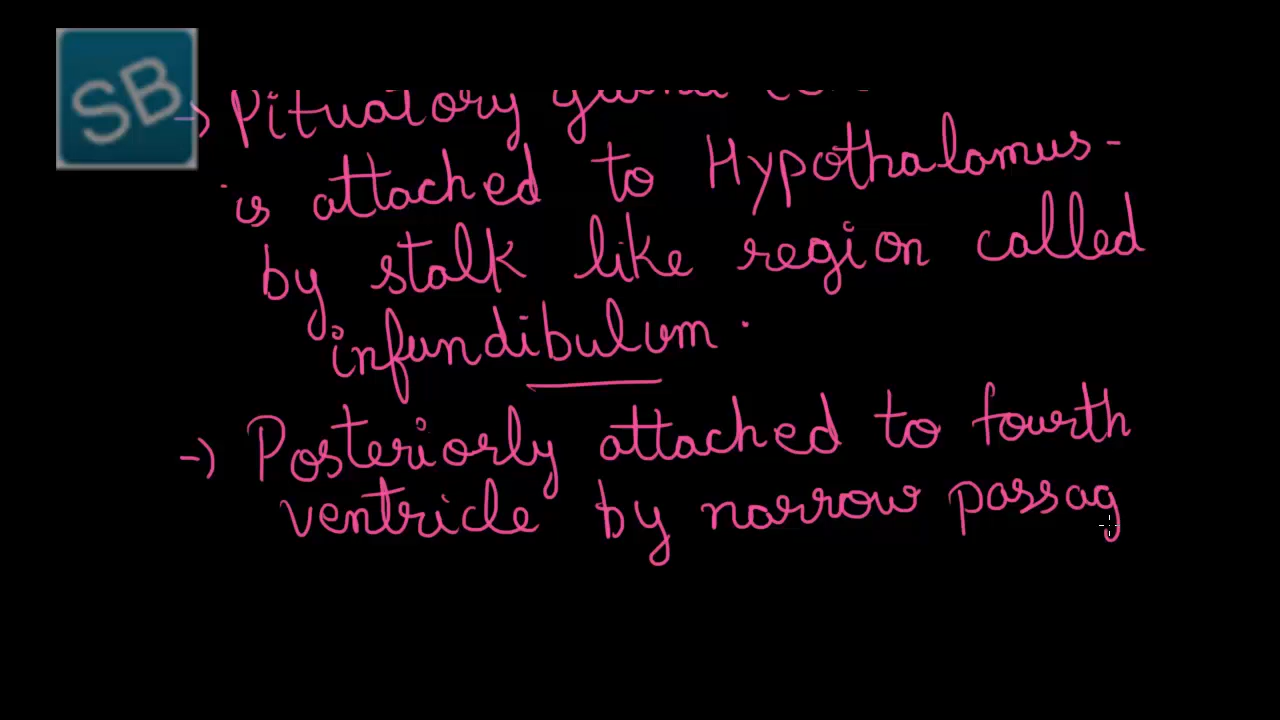 SB
-> Pituatory
is attached to Hypothalamus-
by stalk like region called
infundibulum.
-> Posteriorly attached to fourth
ventricle by narrow passag